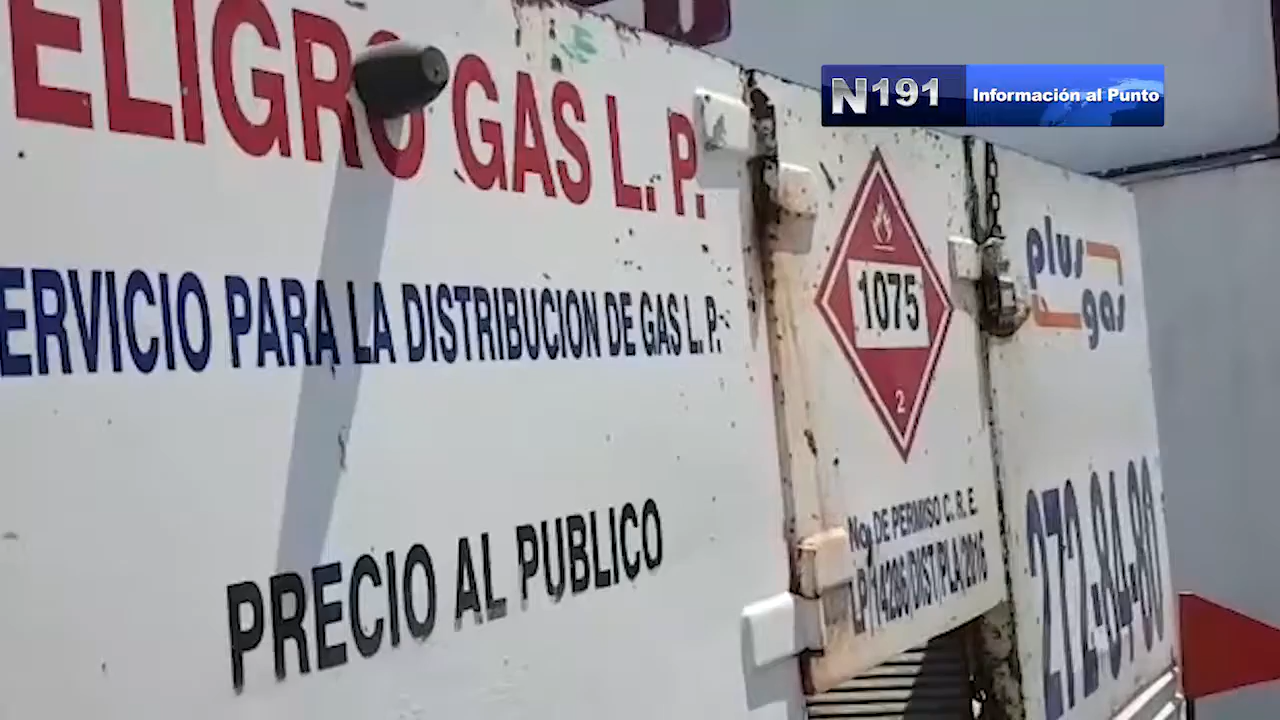 ELIGRO GAS L. P.
N191 Información al Punto
ERVICIO PARA LA DISTRIBUCION DE GAS L. P.
PRECIO AL PUBLICO
1075
2
No. DE PERMISO C. R. E.
LP/14206/DIST/PLA/2016
plus
gas
272-84-80